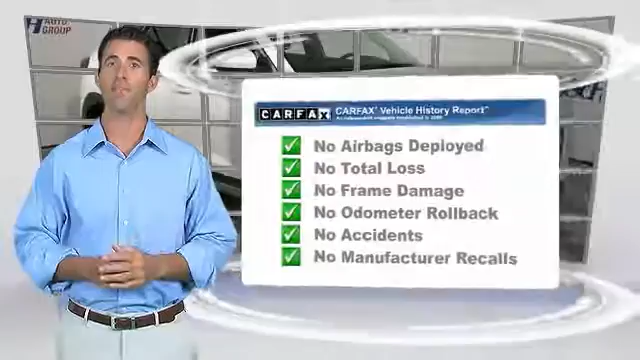 AUTO
GROUP
CARFAX CARFAX Vehicle History Report™
No Airbags Deployed
No Total Loss
No Frame Damage
No Odometer Rollback
No Accidents
No Manufacturer Recalls